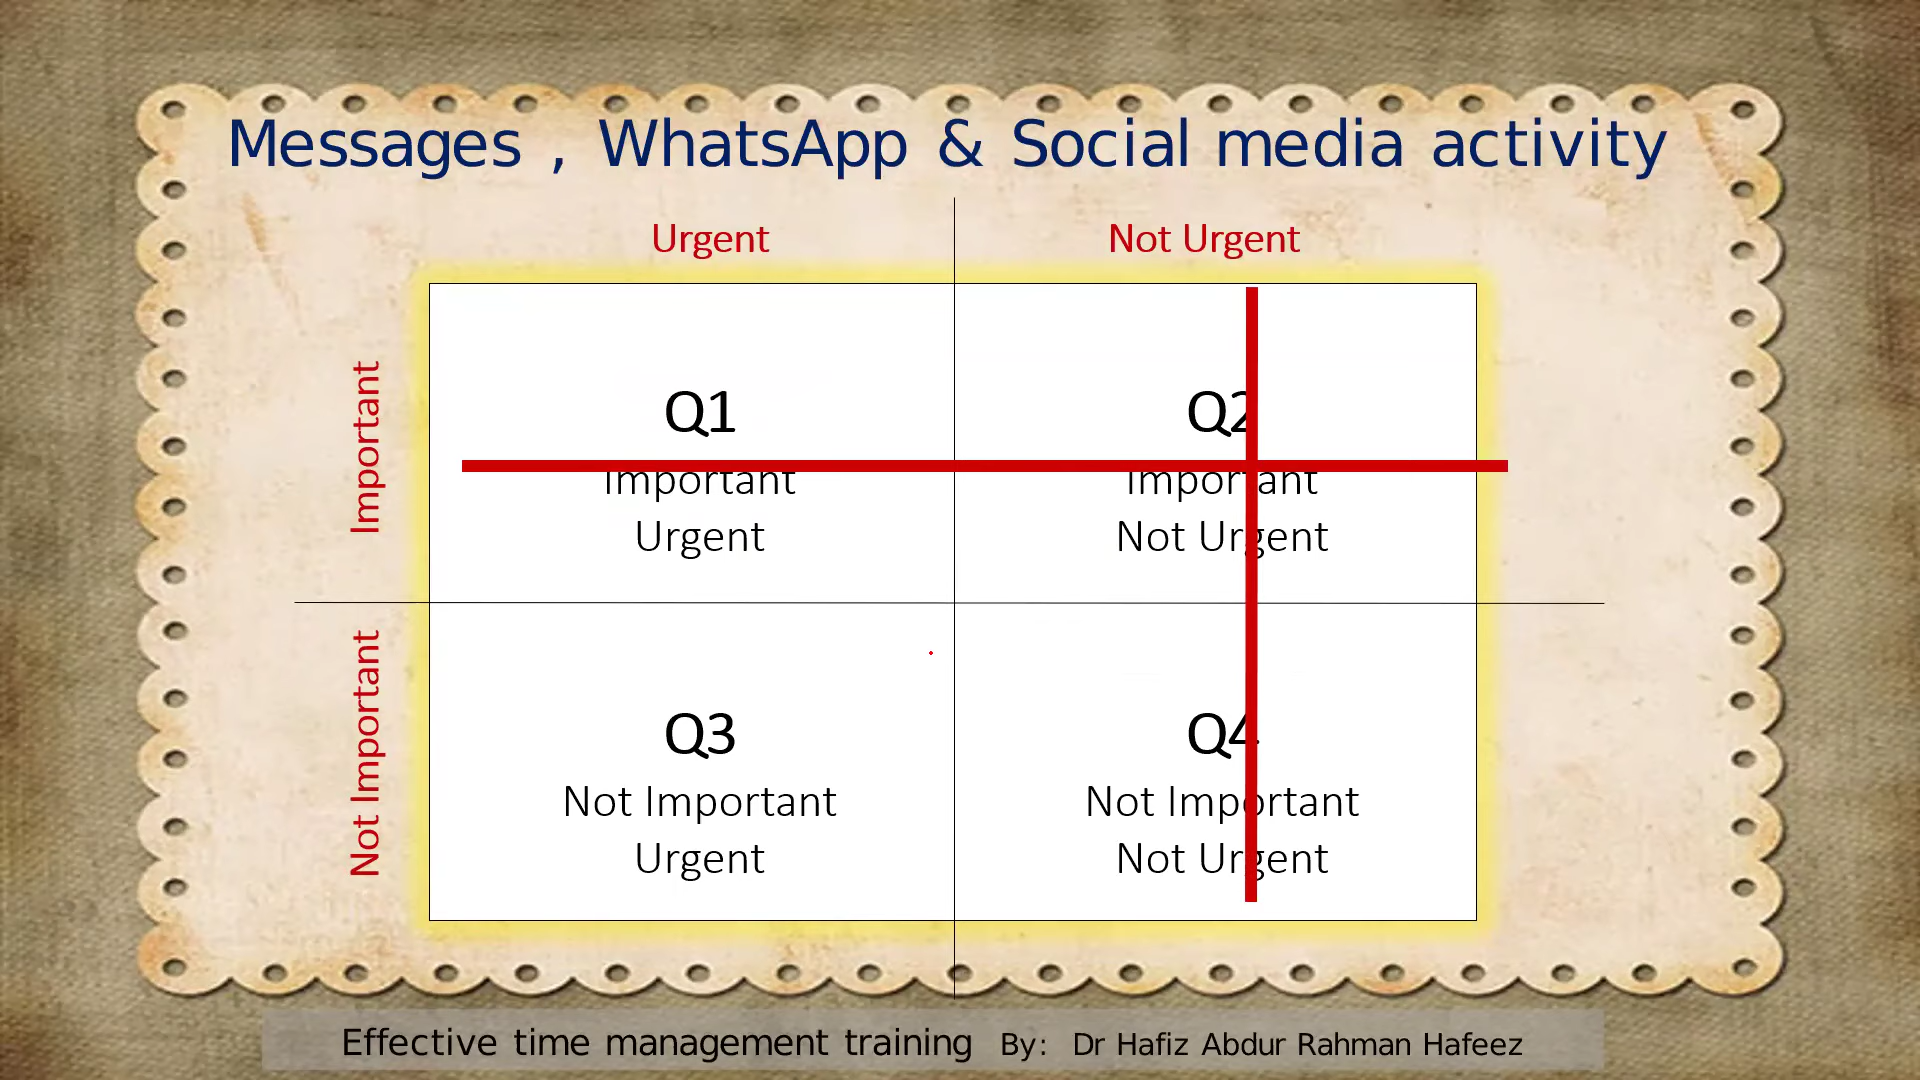 Messages , WhatsApp & Social media activity
Urgent
Not Urgent
Important
Q1
Important
Urgent
Q2
Important
Not Urgent
Not Important
Q3
Not Important
Urgent
Q4
Not Important
Not Urgent
Effective time management training By: Dr Hafiz Abdur Rahman Hafeez